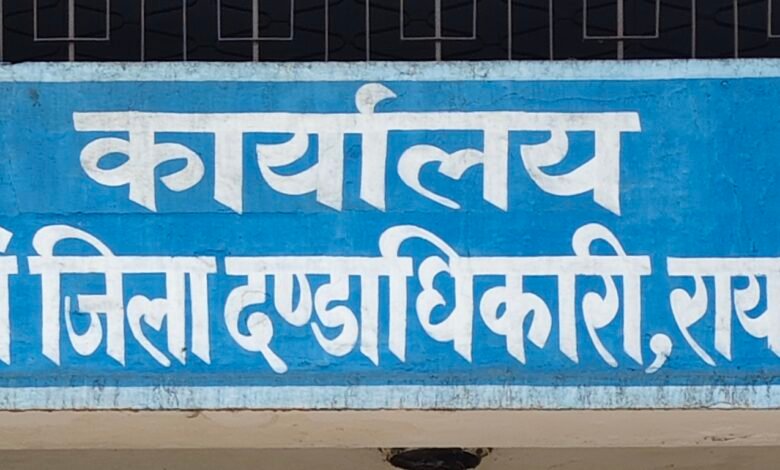 कार्यालय
जिला दण्डाधिकारी, राय